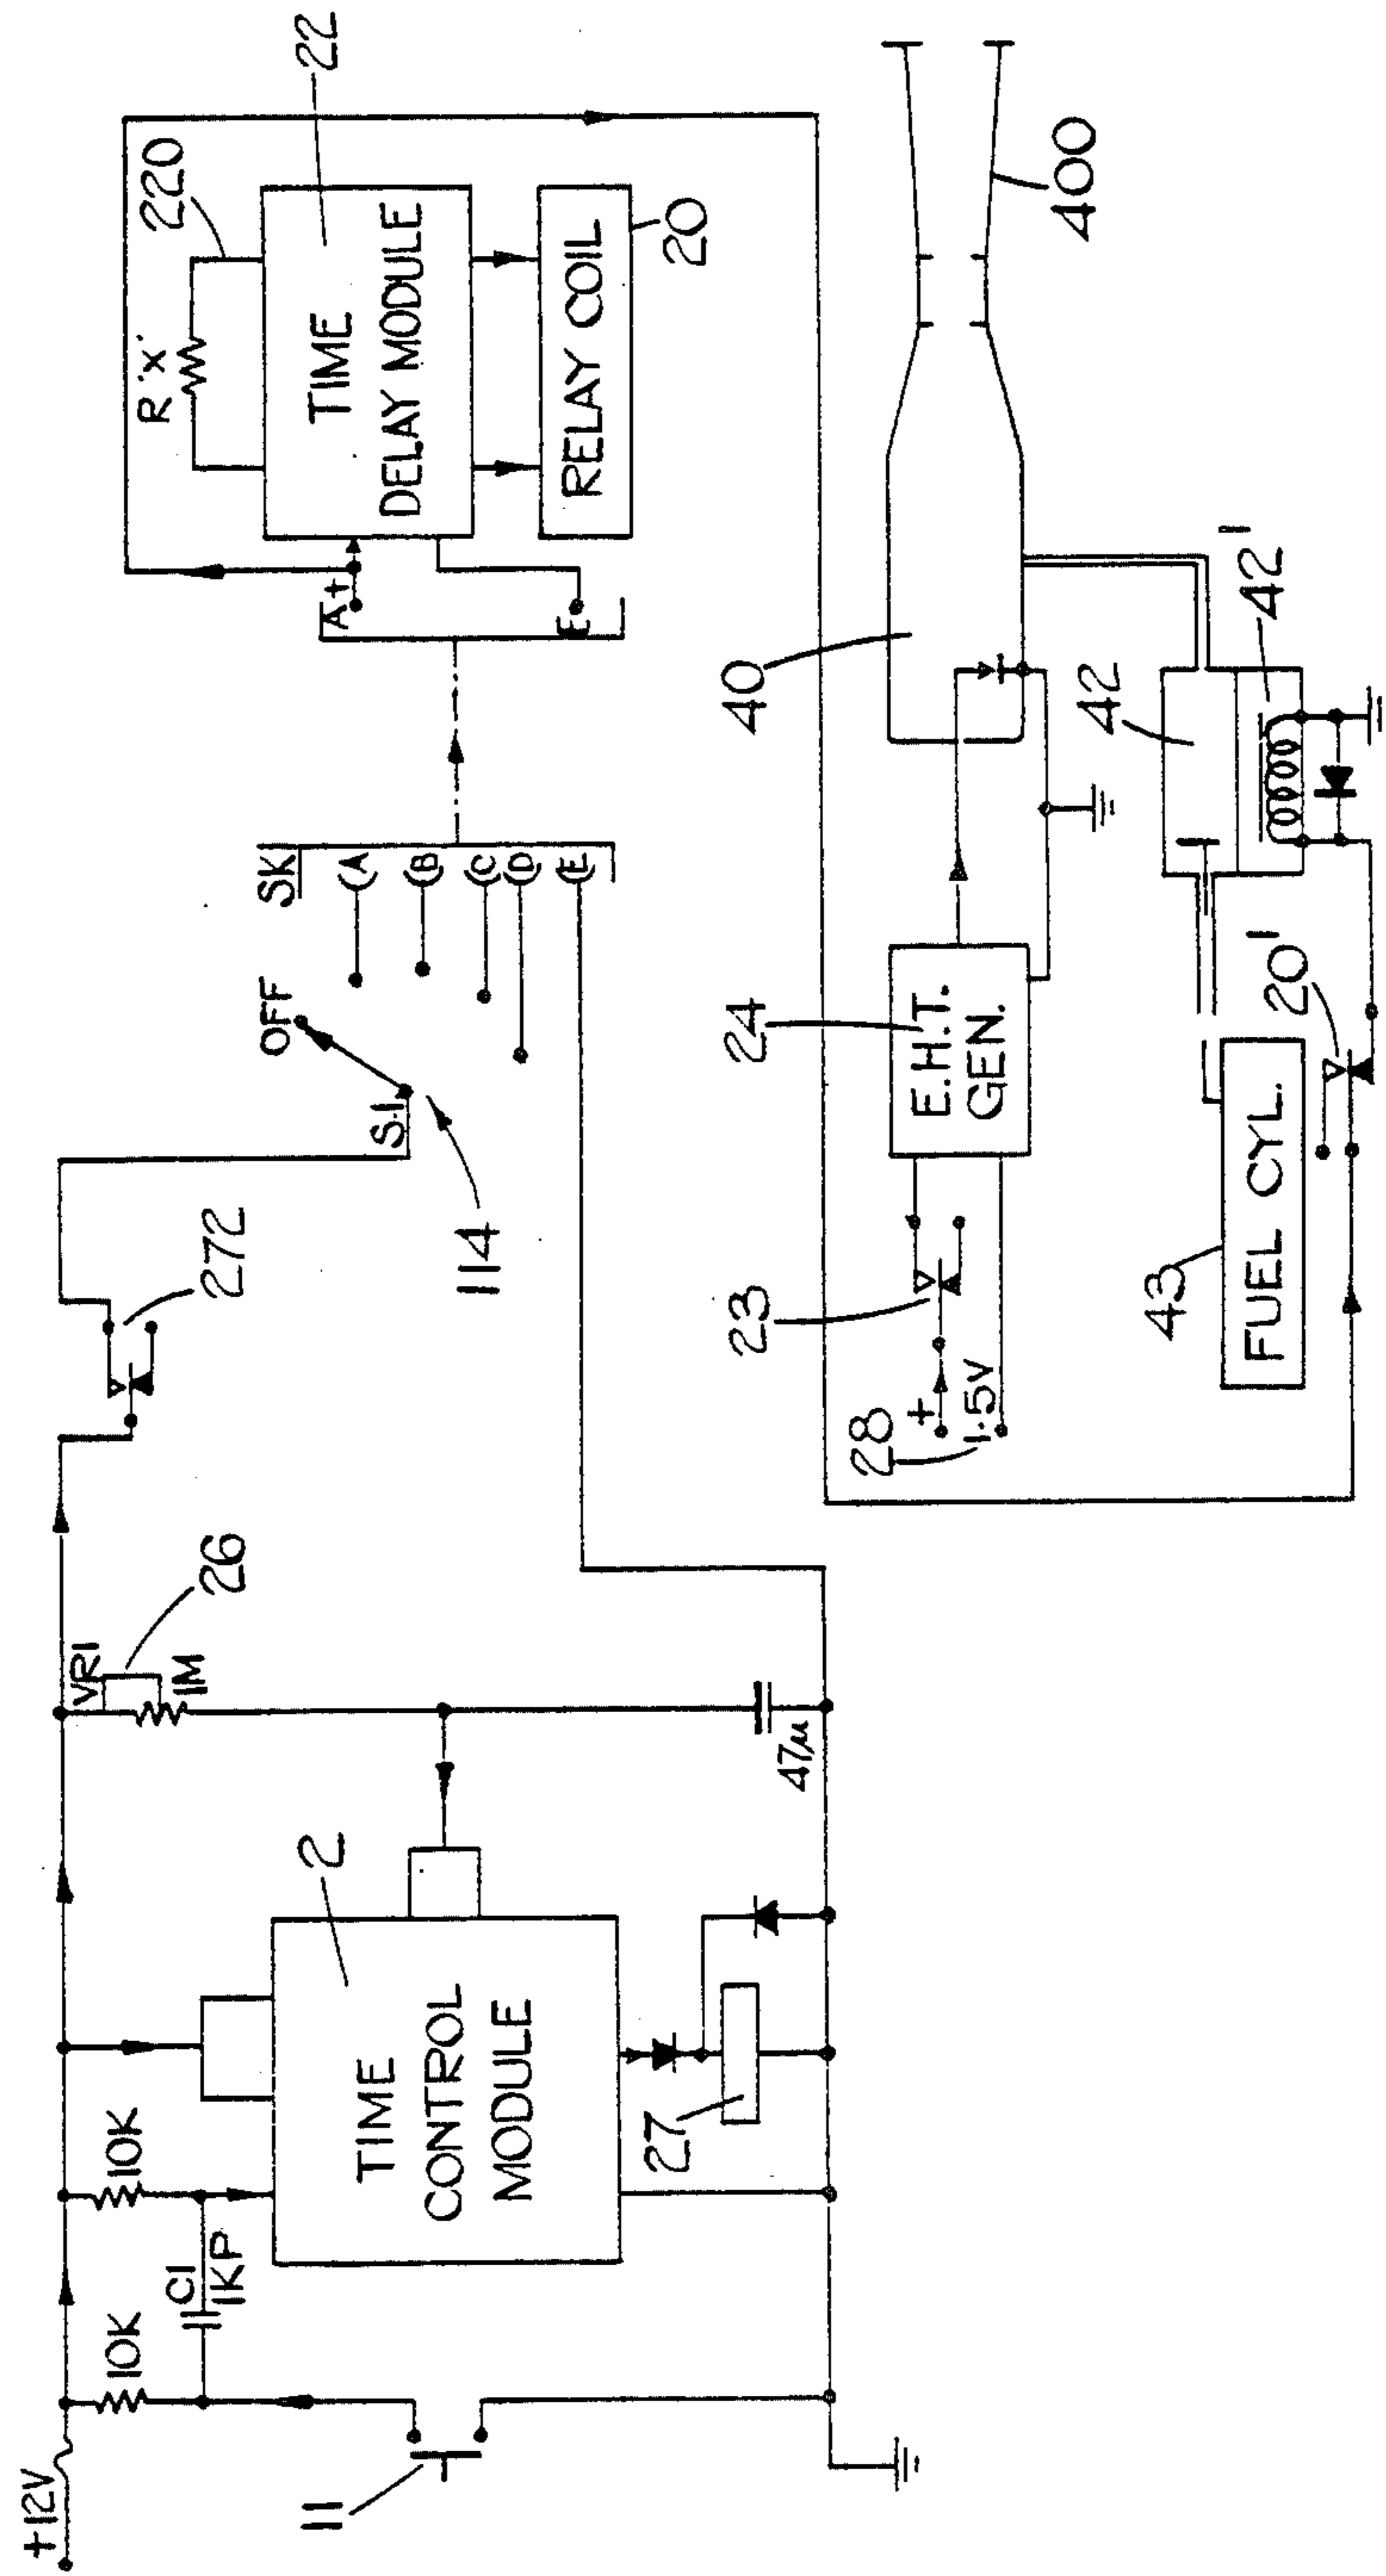 +12V
10K
C1
1KP
10K
11
TIME
CONTROL
MODULE
2
27
VR1
26
1M
47µ
272
S.1
OFF
114
SK
(A
(B
(C
(D
(E
A+
E
R 'X'
220
22
TIME
DELAY MODULE
RELAY COIL
20
28
+
1.5V
23
24
E.H.T.
GEN.
40
400
43
FUEL CYL.
20'
42
42'